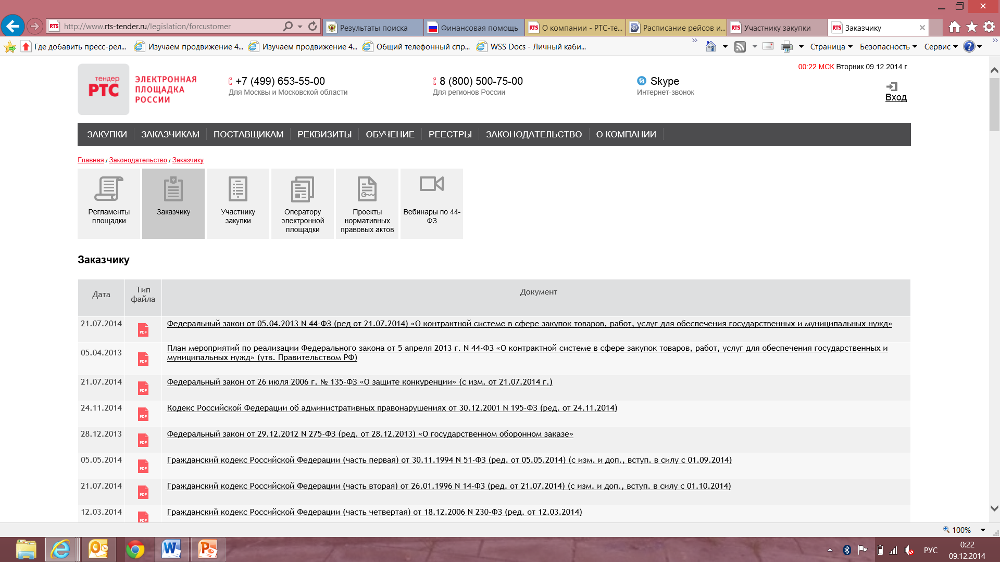 http://www.rts-tender.ru/legislation/forcustomer
RTS
Результаты поиска
Финансовая помощь
RTS О компании - РТС-те...
Расписание рейсов и...
RTS Участнику закупки
RTS Заказчику
Где добавить пресс-рел...
Изучаем продвижение 4...
Изучаем продвижение 4...
Общий телефонный спр...
WSS Docs - Личный каби...
Страница
Безопасность
Сервис
00:22 МСК Вторник 09.12.2014 г.
тендер
РТС
ЭЛЕКТРОННАЯ
ПЛОЩАДКА
РОССИИ
+7 (499) 653-55-00
Для Москвы и Московской области
8 (800) 500-75-00
Для регионов России
Skype
Интернет-звонок
Вход
ЗАКУПКИ
ЗАКАЗЧИКАМ
ПОСТАВЩИКАМ
РЕКВИЗИТЫ
ОБУЧЕНИЕ
РЕЕСТРЫ
ЗАКОНОДАТЕЛЬСТВО
О КОМПАНИИ
Главная / Законодательство / Заказчику
Регламенты
площадки
Заказчику
Участнику
закупки
Оператору
электронной
площадки
Проекты
нормативных
правовых актов
Вебинары по 44-
ФЗ
Заказчику
Дата
Тип
файла
Документ
21.07.2014
PDF
Федеральный закон от 05.04.2013 N 44-ФЗ (ред от 21.07.2014) «О контрактной системе в сфере закупок товаров, работ, услуг для обеспечения государственных и муниципальных нужд»
05.04.2013
PDF
План мероприятий по реализации Федерального закона от 5 апреля 2013 г. N 44-ФЗ «О контрактной системе в сфере закупок товаров, работ, услуг для обеспечения государственных и
муниципальных нужд» (утв. Правительством РФ)
21.07.2014
PDF
Федеральный закон от 26 июля 2006 г. № 135-ФЗ «О защите конкуренции» (с изм. от 21.07.2014 г.)
24.11.2014
PDF
Кодекс Российской Федерации об административных правонарушениях от 30.12.2001 N 195-ФЗ (ред. от 24.11.2014)
28.12.2013
PDF
Федеральный закон от 29.12.2012 N 275-ФЗ (ред. от 28.12.2013) «О государственном оборонном заказе»
05.05.2014
PDF
Гражданский кодекс Российской Федерации (часть первая) от 30.11.1994 N 51-ФЗ (ред. от 05.05.2014) (с изм. и доп., вступ. в силу с 01.09.2014)
21.07.2014
PDF
Гражданский кодекс Российской Федерации (часть вторая) от 26.01.1996 N 14-ФЗ (ред. от 21.07.2014) (с изм. и доп., вступ. в силу с 01.10.2014)
12.03.2014
PDF
Гражданский кодекс Российской Федерации (часть четвертая) от 18.12.2006 N 230-ФЗ (ред. от 12.03.2014)
100%
РУС
0:22
09.12.2014